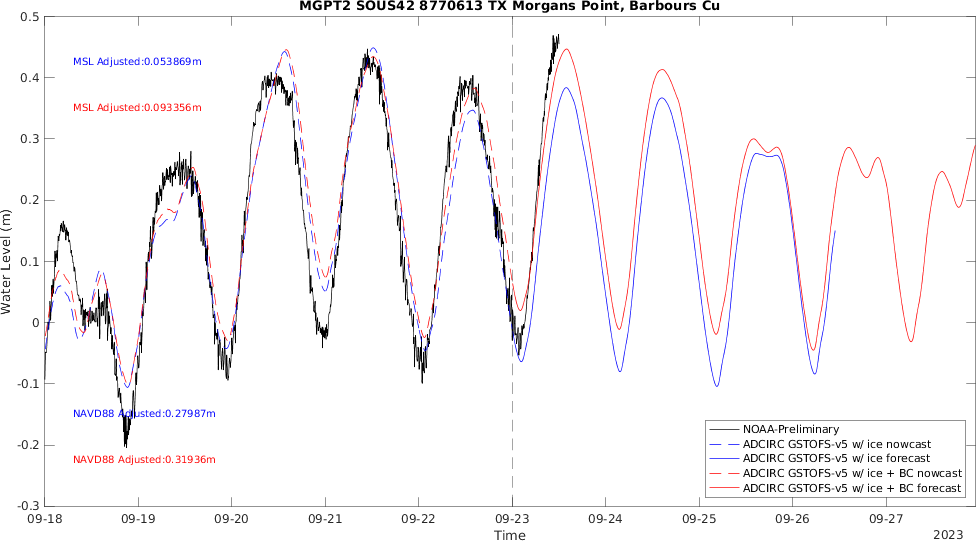 MGPT2 SOUS42 8770613 TX Morgans Point, Barbours Cu
0.5
0.4
0.3
0.2
0.1
0
-0.1
-0.2
-0.3
Water Level (m)
MSL Adjusted:0.053869m
MSL Adjusted:0.093356m
NAVD88 Adjusted:0.27987m
NAVD88 Adjusted:0.31936m
NOAA-Preliminary
ADCIRC GSTOFS-v5 w/ ice nowcast
ADCIRC GSTOFS-v5 w/ ice forecast
ADCIRC GSTOFS-v5 w/ ice + BC nowcast
ADCIRC GSTOFS-v5 w/ ice + BC forecast
09-18 09-19 09-20 09-21 09-22 09-23 09-24 09-25 09-26 09-27
Time
2023